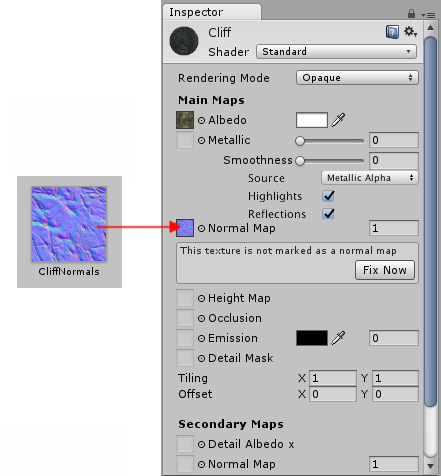 Inspector
Cliff
Shader Standard
Rendering Mode Opaque
Main Maps
Albedo
Metallic 0
Smoothness 0
Source Metallic Alpha
Highlights
Reflections
Normal Map 1
This texture is not marked as a normal map
Fix Now
CliffNormals
Height Map
Occlusion
Emission 0
Detail Mask
Tiling X 1 Y 1
Offset X 0 Y 0
Secondary Maps
Detail Albedo x
Normal Map 1